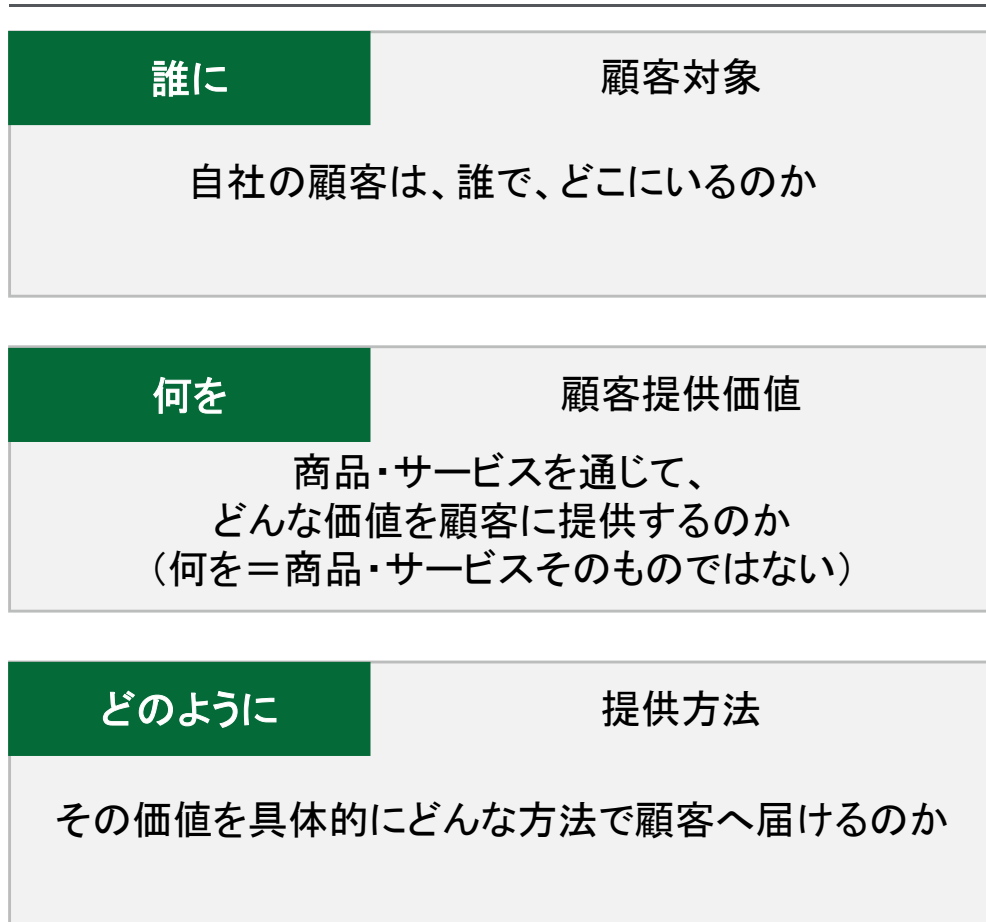 誰に
顧客対象
自社の顧客は、誰で、どこにいるのか
何を
顧客提供価値
商品・サービスを通じて、
どんな価値を顧客に提供するのか
（何を＝商品・サービスそのものではない）
どのように
提供方法
その価値を具体的にどんな方法で顧客へ届けるのか